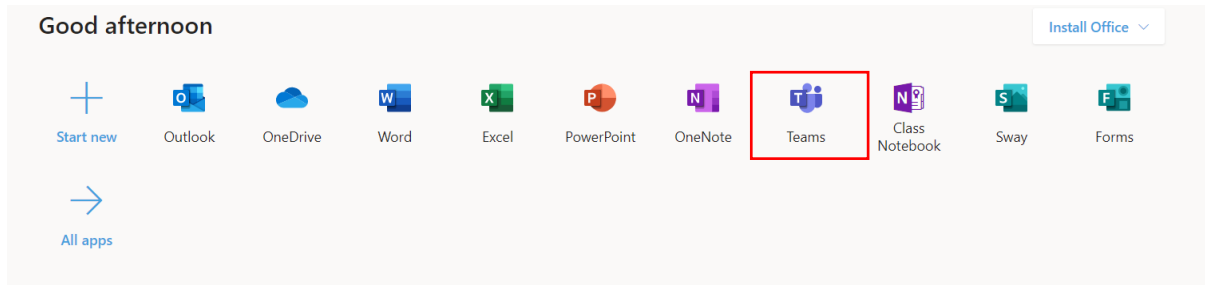 Good afternoon
Install Office
Start new
Outlook
OneDrive
Word
Excel
PowerPoint
OneNote
Teams
Class
Notebook
Sway
Forms
All apps